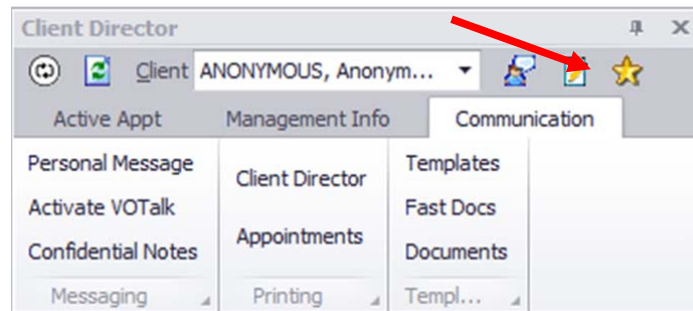 Client Director
Client ANONYMOUS, Anonym...
Active Appt Management Info Communication
Personal Message Client Director Templates
Activate VOTalk Appointments Fast Docs
Confidential Notes Documents
Messaging Printing Templ...